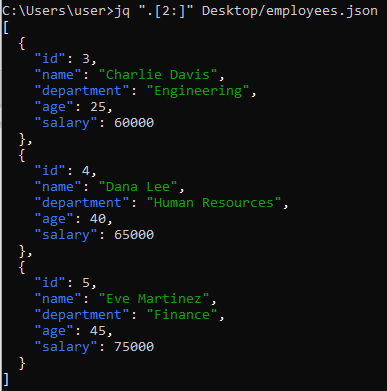 C:\Users\user>jq ".[2:]" Desktop/employees.json
[
  {
    "id": 3,
    "name": "Charlie Davis",
    "department": "Engineering",
    "age": 25,
    "salary": 60000
  },
  {
    "id": 4,
    "name": "Dana Lee",
    "department": "Human Resources",
    "age": 40,
    "salary": 65000
  },
  {
    "id": 5,
    "name": "Eve Martinez",
    "department": "Finance",
    "age": 45,
    "salary": 75000
  }
]